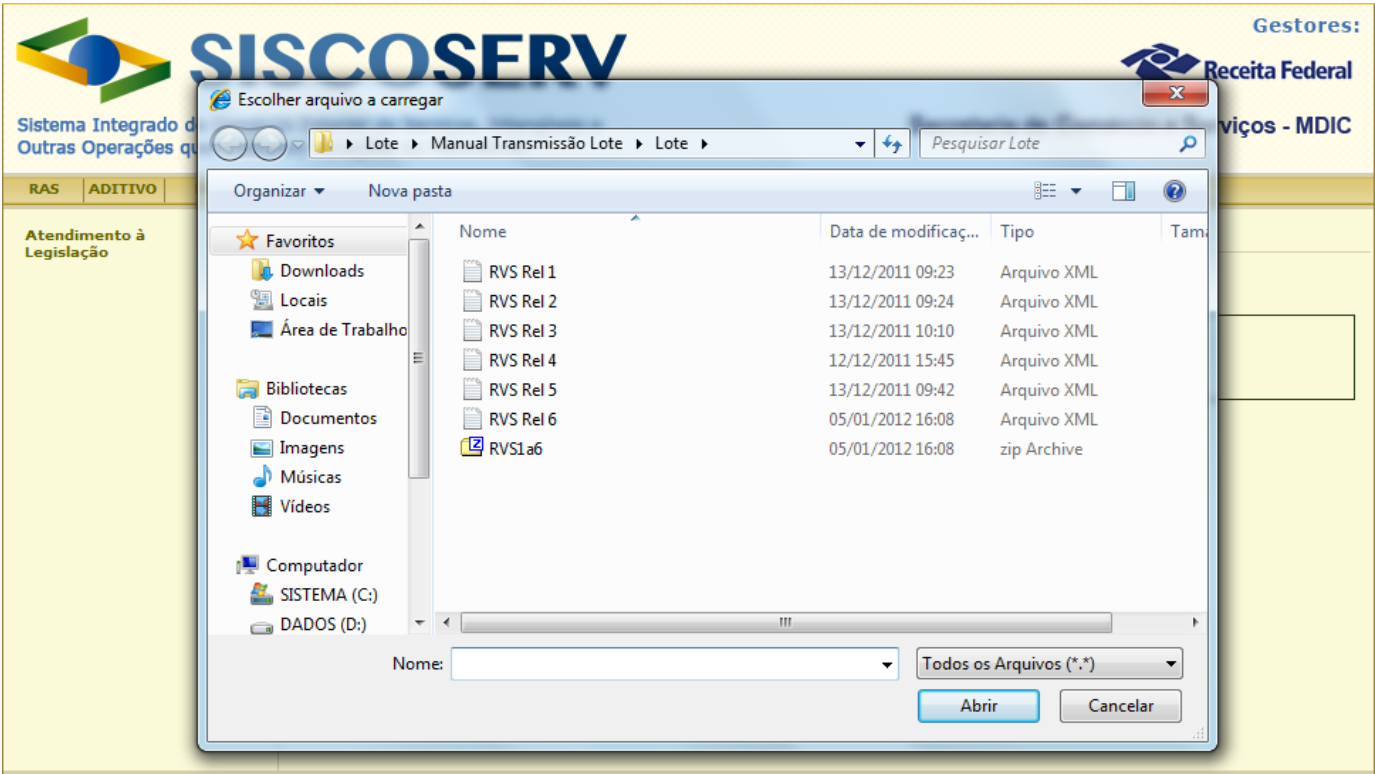 Gestores:
SISCOSERV
Receita Federal
Escolher arquivo a carregar
Sistema Integrado d
Outras Operações qu
viços - MDIC
Lote Manual Transmissão Lote Lote
Pesquisar Lote
RAS ADITIVO
Organizar Nova pasta
Atendimento à
Legislação
Favoritos
Downloads
Locais
Área de Trabalho
Bibliotecas
Documentos
Imagens
Músicas
Vídeos
Computador
SISTEMA (C:)
DADOS (D:)
Nome Data de modificaç... Tipo Tama
RVS Rel 1 13/12/2011 09:23 Arquivo XML
RVS Rel 2 13/12/2011 09:24 Arquivo XML
RVS Rel 3 13/12/2011 10:10 Arquivo XML
RVS Rel 4 12/12/2011 15:45 Arquivo XML
RVS Rel 5 13/12/2011 09:42 Arquivo XML
RVS Rel 6 05/01/2012 16:08 Arquivo XML
RVS1a6 05/01/2012 16:08 zip Archive
Nome: Todos os Arquivos (*.*)
Abrir Cancelar